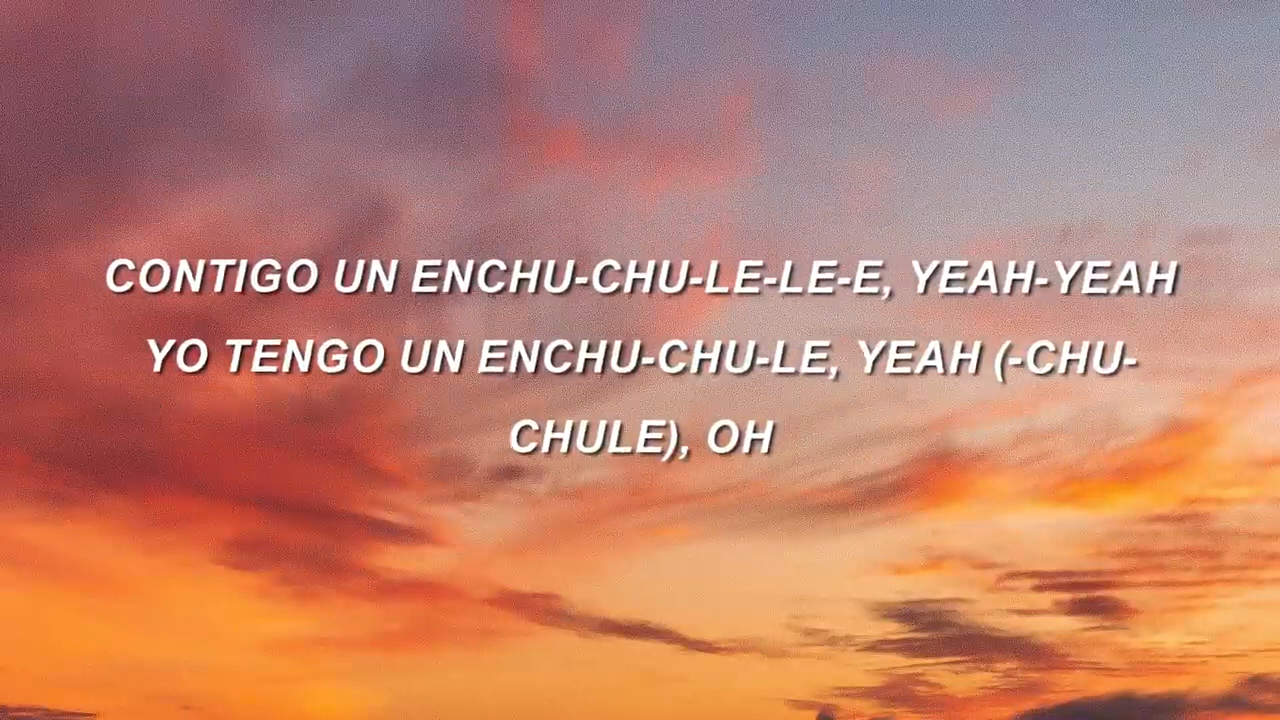 CONTIGO UN ENCHU-CHU-LE-LE-E, YEAH-YEAH
YO TENGO UN ENCHU-CHU-LE, YEAH (-CHU-
CHULE), OH